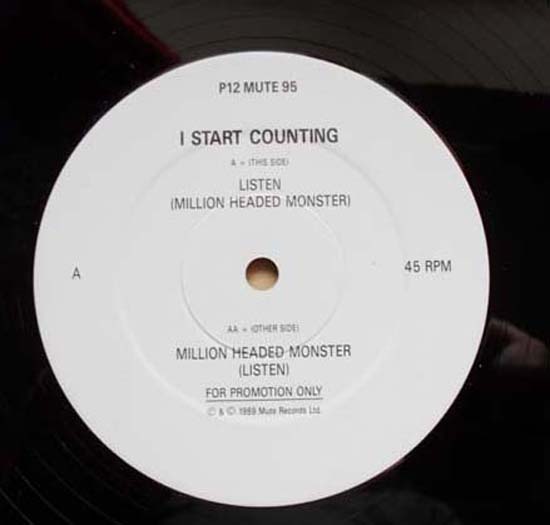 P12 MUTE 95
I START COUNTING
A = (THIS SIDE)
LISTEN
(MILLION HEADED MONSTER)
A
45 RPM
AA = (OTHER SIDE)
MILLION HEADED MONSTER
(LISTEN)
FOR PROMOTION ONLY
℗ & © 1989 Mute Records Ltd.